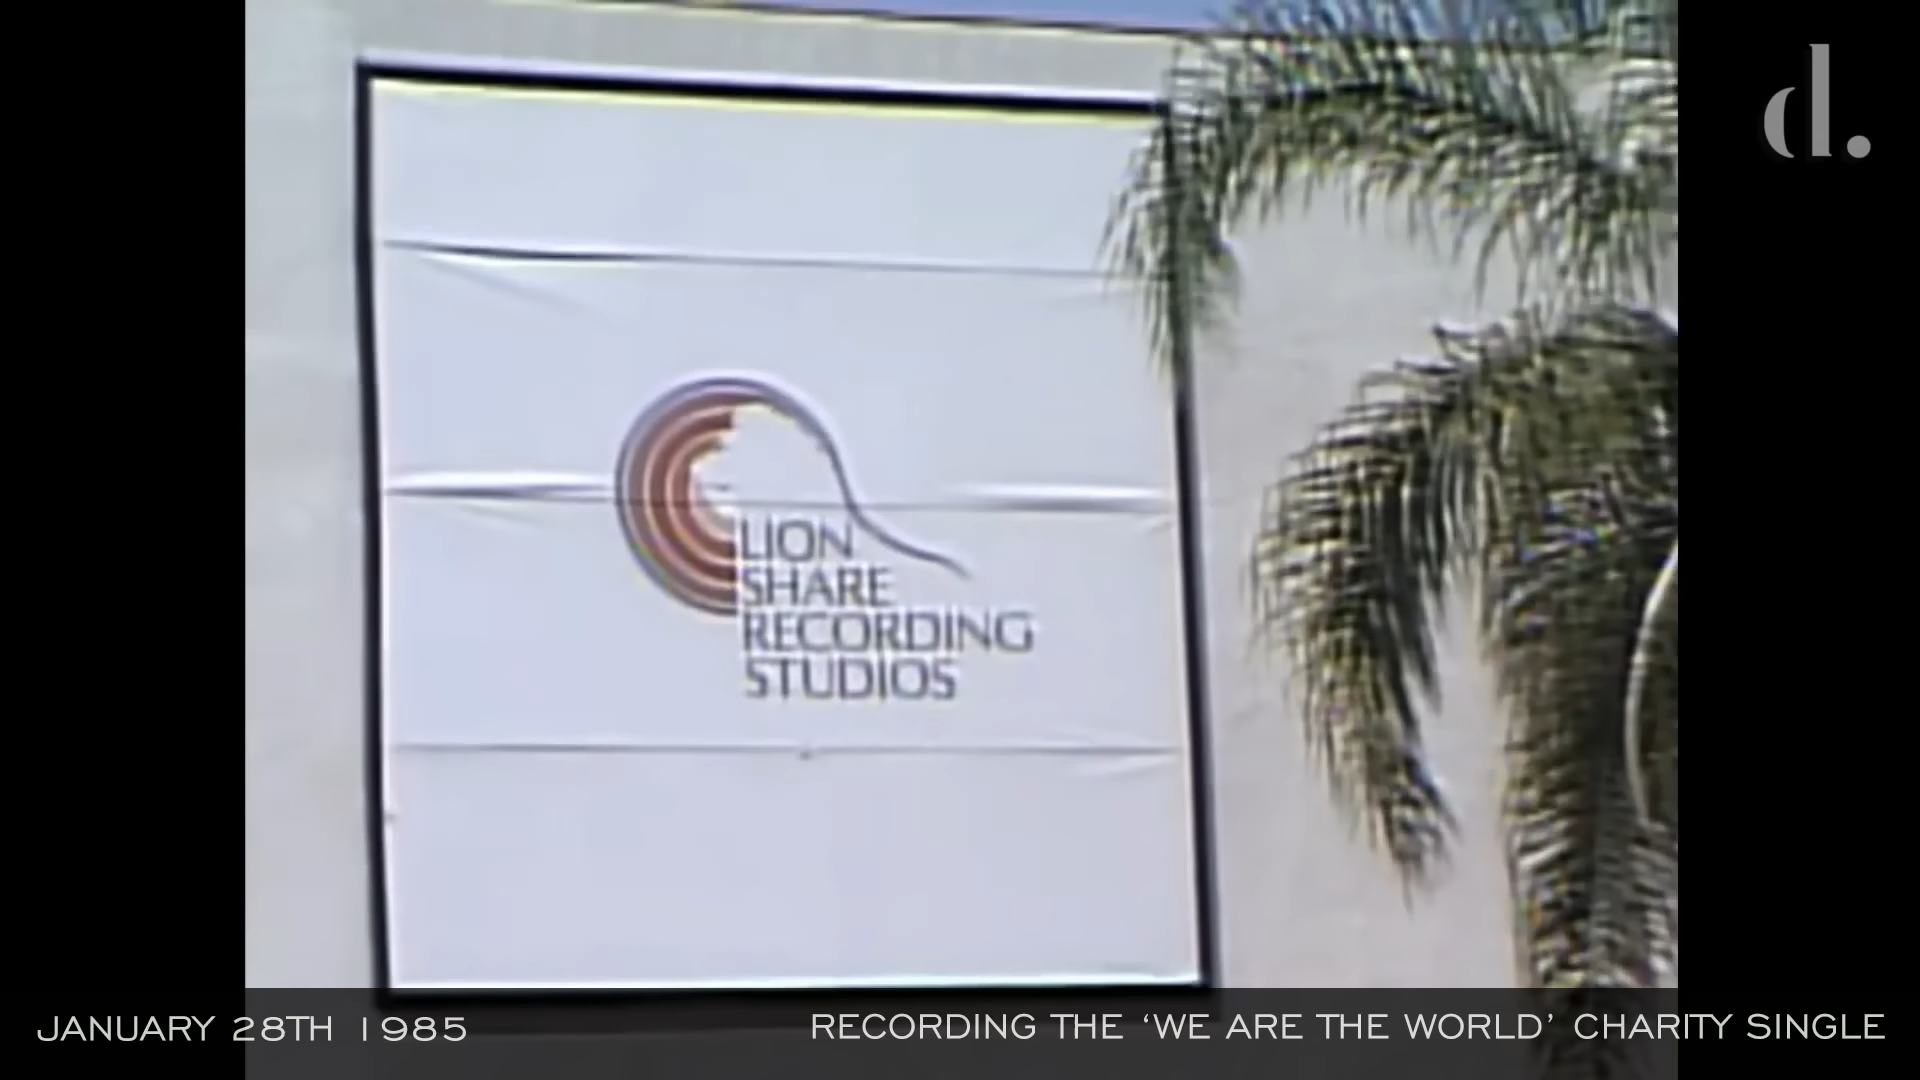 d.
LION
SHARE
RECORDING
STUDIOS
JANUARY 28TH 1985
RECORDING THE ‘WE ARE THE WORLD’ CHARITY SINGLE